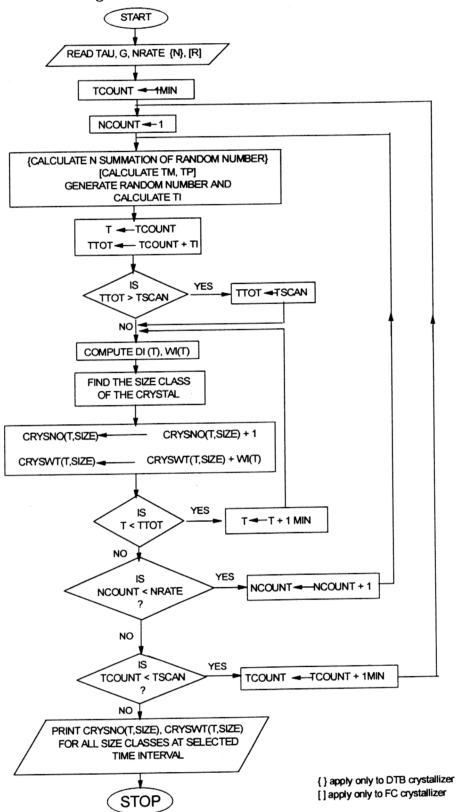 START
READ TAU, G, NRATE {N}, [R]
TCOUNT ← 1MIN
NCOUNT ← 1
{CALCULATE N SUMMATION OF RANDOM NUMBER}
[CALCULATE TM, TP]
GENERATE RANDOM NUMBER AND
CALCULATE TI
T ← TCOUNT
TTOT ← TCOUNT + TI
IS
TTOT > TSCAN
YES
TTOT ← TSCAN
NO
COMPUTE DI (T), WI(T)
FIND THE SIZE CLASS
OF THE CRYSTAL
CRYSNO(T,SIZE) ← CRYSNO(T,SIZE) + 1
CRYSWT(T,SIZE) ← CRYSWT(T,SIZE) + WI(T)
IS
T < TTOT
YES
T ← T + 1 MIN
NO
IS
NCOUNT < NRATE
?
YES
NCOUNT ← NCOUNT + 1
NO
IS
TCOUNT < TSCAN
?
YES
TCOUNT ← TCOUNT + 1MIN
NO
PRINT CRYSNO(T,SIZE), CRYSWT(T,SIZE)
FOR ALL SIZE CLASSES AT SELECTED
TIME INTERVAL
STOP
{ } apply only to DTB crystallizer
[ ] apply only to FC crystallizer